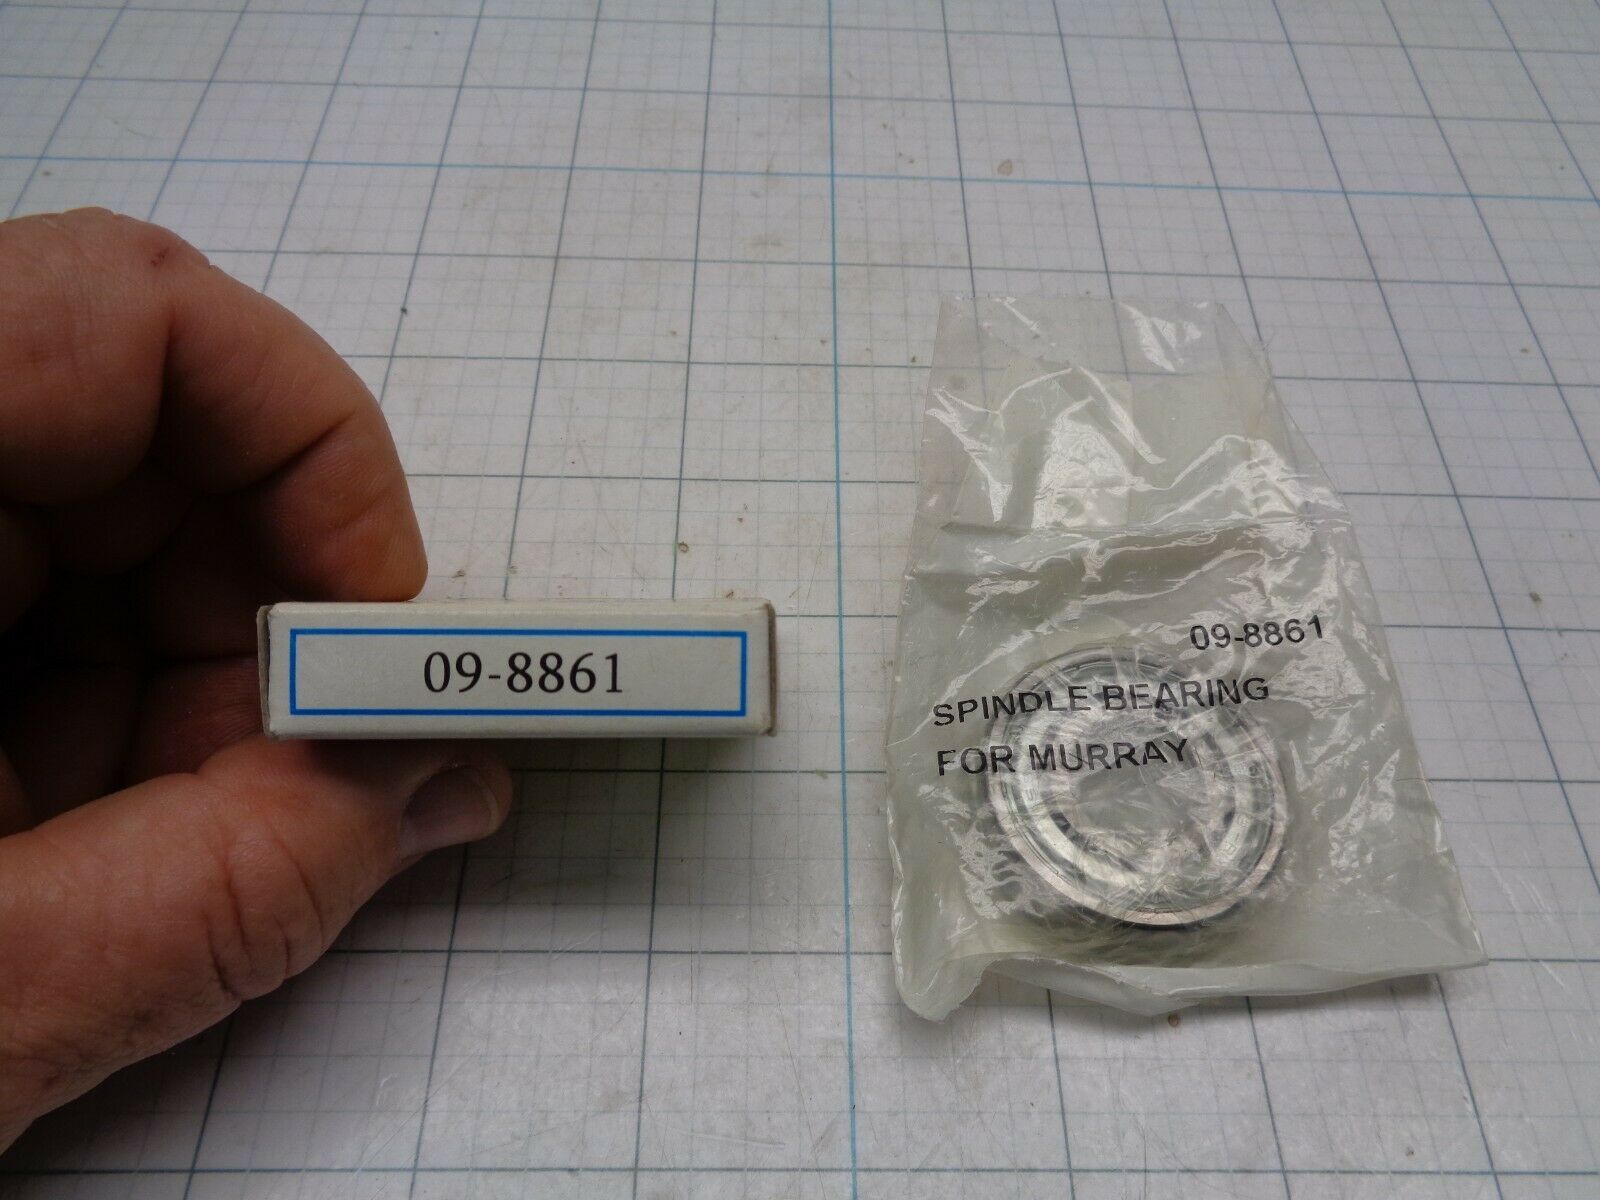 09-8861
09-8861
SPINDLE BEARING
FOR MURRAY